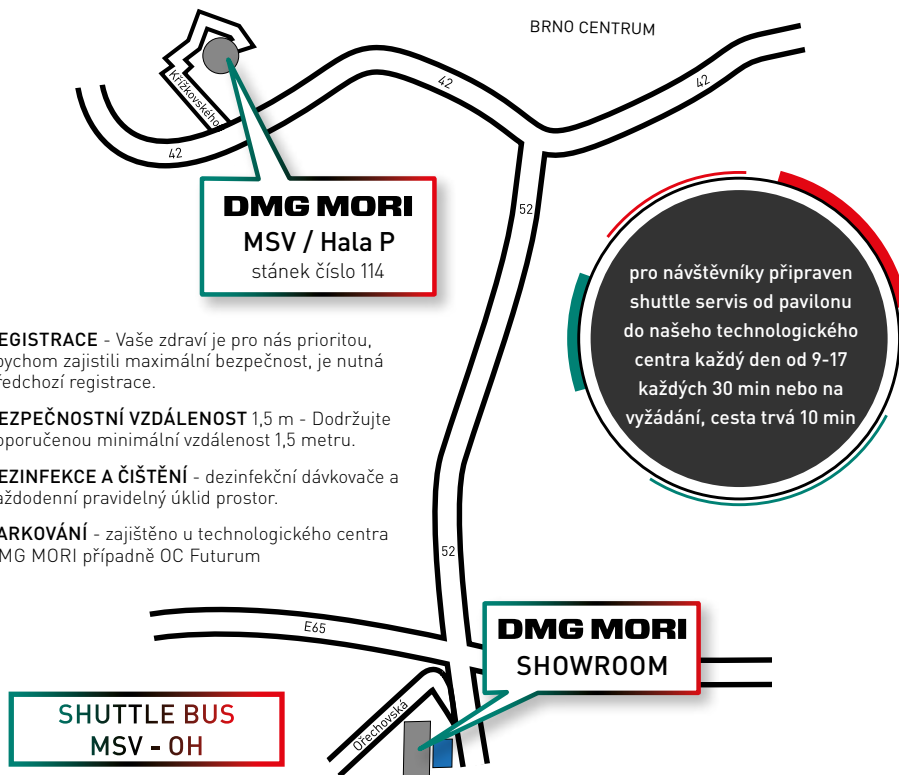 BRNO CENTRUM
Křížkovského
42
42
42
DMG MORI
MSV / Hala P
stánek číslo 114
52
pro návštěvníky připraven
shuttle servis od pavilonu
do našeho technologického
centra každý den od 9-17
každých 30 min nebo na
vyžádání, cesta trvá 10 min
EGISTRACE - Vaše zdraví je pro nás prioritou,
bychom zajistili maximální bezpečnost, je nutná
ředchozí registrace.
EZPEČNOSTNÍ VZDÁLENOST 1,5 m - Dodržujte
oporučenou minimální vzdálenost 1,5 metru.
EZINFEKCE A ČIŠTĚNÍ - dezinfekční dávkovače a
aždodenní pravidelný úklid prostor.
ARKOVÁNÍ - zajištěno u technologického centra
MG MORI případně OC Futurum
52
E65
DMG MORI
SHOWROOM
Ořechovská
SHUTTLE BUS
MSV - OH